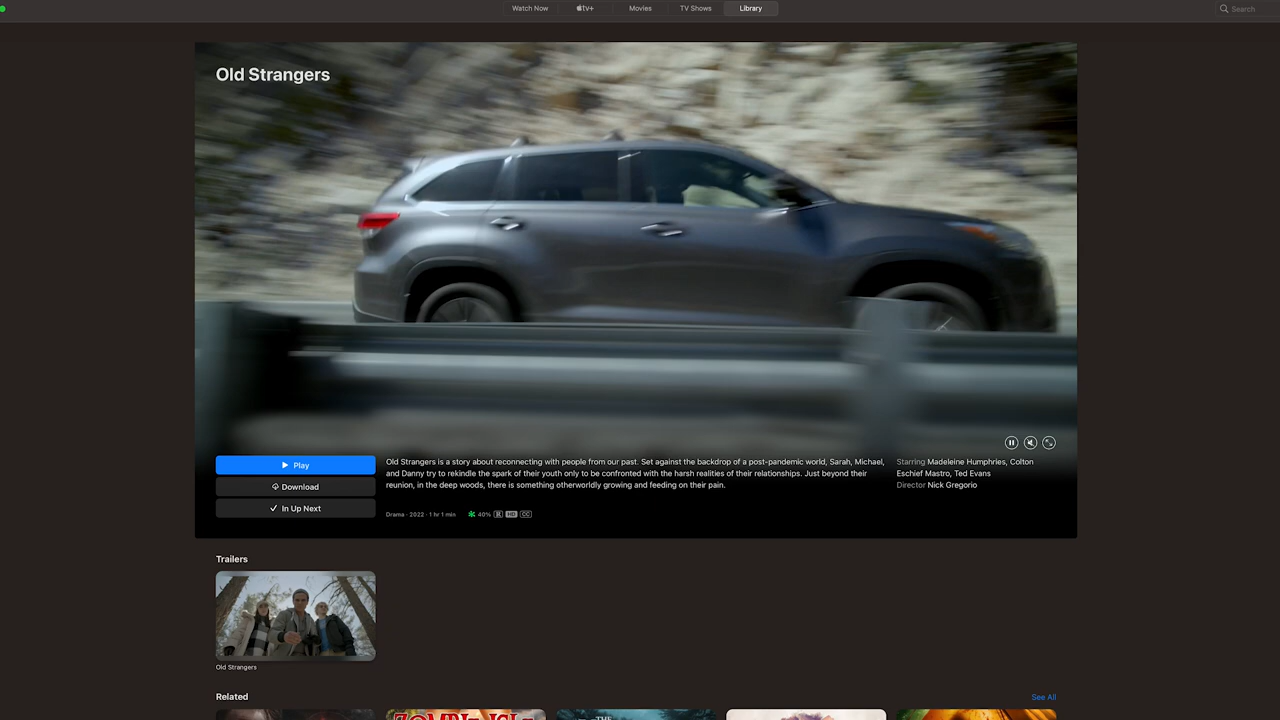 Watch Now
tv+
Movies
TV Shows
Library
Search
Old Strangers
Play
Download
In Up Next
Old Strangers is a story about reconnecting with people from our past. Set against the backdrop of a post-pandemic world, Sarah, Michael,
and Danny try to rekindle the spark of their youth only to be confronted with the harsh realities of their relationships. Just beyond their
reunion, in the deep woods, there is something otherworldly growing and feeding on their pain.
Drama · 2022 · 1 hr 1 min 40% R HD CC
Starring Madeleine Humphries, Colton
Eschief Mastro, Ted Evans
Director Nick Gregorio
Trailers
Old Strangers
Related
See All
THE